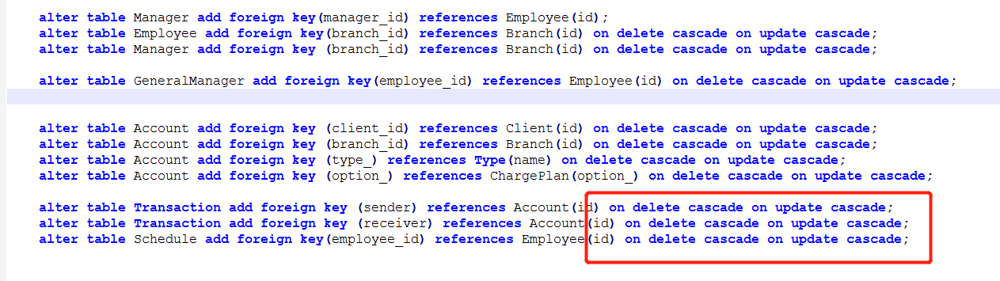 alter table Manager add foreign key(manager_id) references Employee(id);
alter table Employee add foreign key(branch_id) references Branch(id) on delete cascade on update cascade;
alter table Manager add foreign key (branch_id) references Branch(id) on delete cascade on update cascade;
alter table GeneralManager add foreign key(employee_id) references Employee(id) on delete cascade on update cascade;
alter table Account add foreign key (client_id) references Client(id) on delete cascade on update cascade;
alter table Account add foreign key (branch_id) references Branch(id) on delete cascade on update cascade;
alter table Account add foreign key (type_) references Type(name) on delete cascade on update cascade;
alter table Account add foreign key (option_) references ChargePlan(option_) on delete cascade on update cascade;
alter table Transaction add foreign key (sender) references Account(id) on delete cascade on update cascade;
alter table Transaction add foreign key (receiver) references Account(id) on delete cascade on update cascade;
alter table Schedule add foreign key(employee_id) references Employee(id) on delete cascade on update cascade;